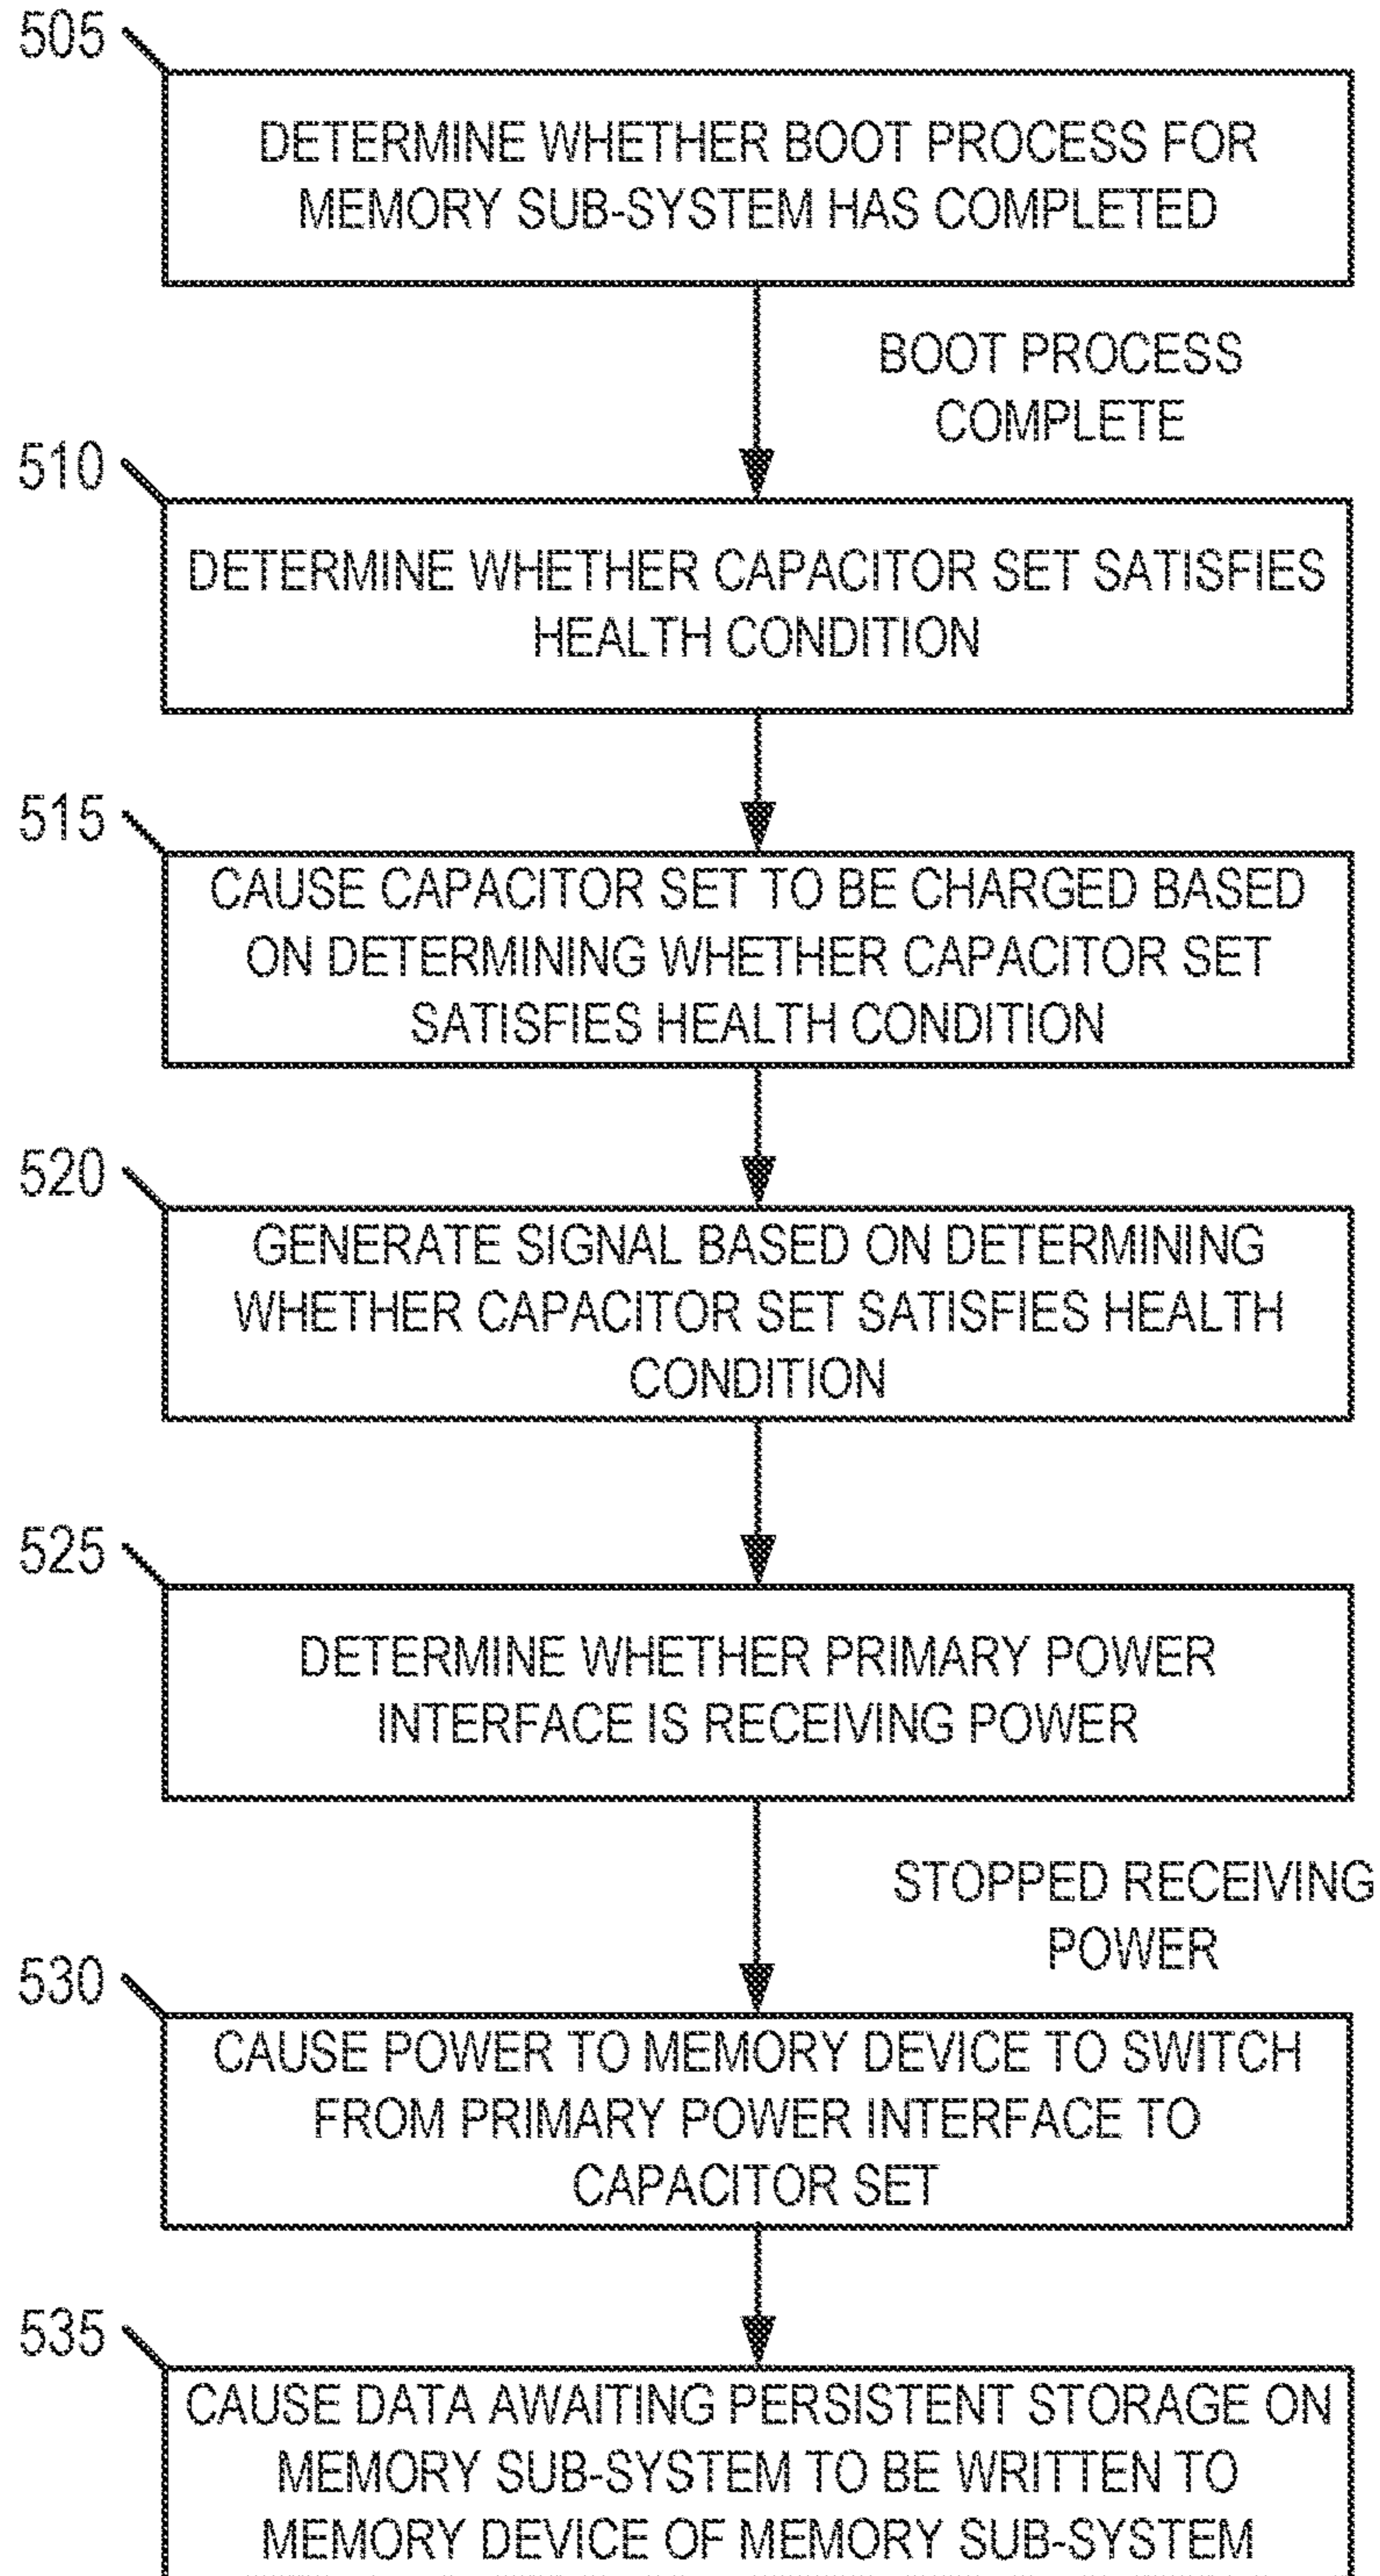 505
DETERMINE WHETHER BOOT PROCESS FOR
MEMORY SUB-SYSTEM HAS COMPLETED
BOOT PROCESS
COMPLETE
510
DETERMINE WHETHER CAPACITOR SET SATISFIES
HEALTH CONDITION
515
CAUSE CAPACITOR SET TO BE CHARGED BASED
ON DETERMINING WHETHER CAPACITOR SET
SATISFIES HEALTH CONDITION
520
GENERATE SIGNAL BASED ON DETERMINING
WHETHER CAPACITOR SET SATISFIES HEALTH
CONDITION
525
DETERMINE WHETHER PRIMARY POWER
INTERFACE IS RECEIVING POWER
STOPPED RECEIVING
POWER
530
CAUSE POWER TO MEMORY DEVICE TO SWITCH
FROM PRIMARY POWER INTERFACE TO
CAPACITOR SET
535
CAUSE DATA AWAITING PERSISTENT STORAGE ON
MEMORY SUB-SYSTEM TO BE WRITTEN TO
MEMORY DEVICE OF MEMORY SUB-SYSTEM